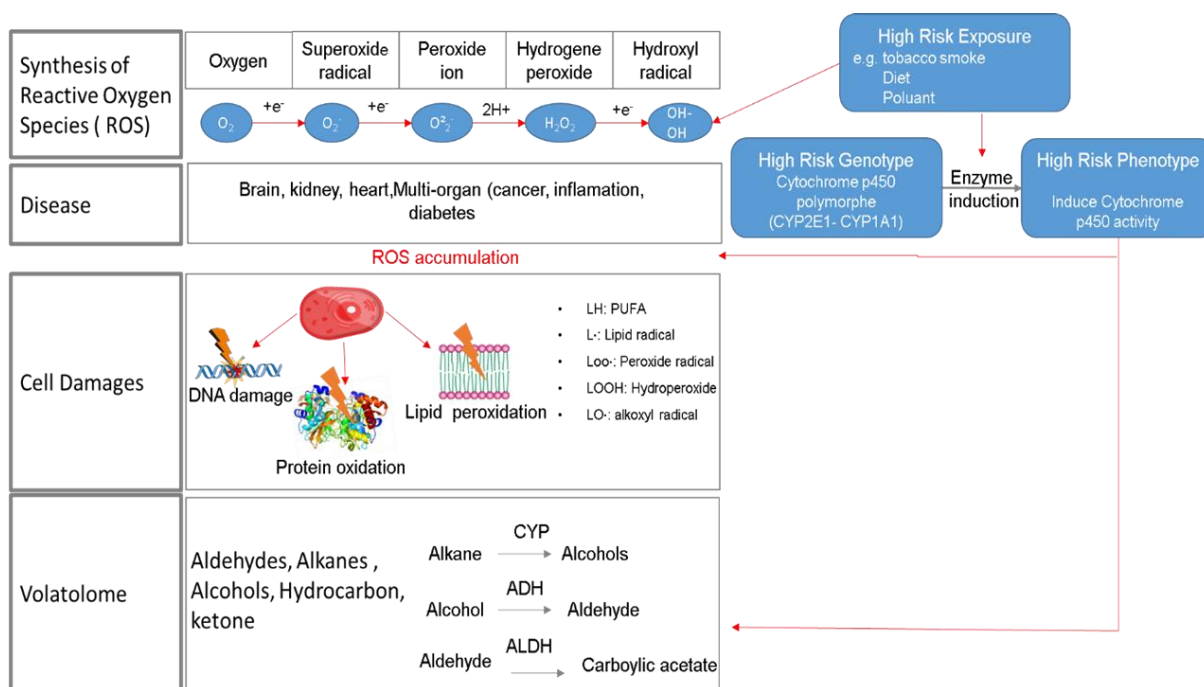 Synthesis of
Reactive Oxygen
Species ( ROS)
Oxygen
Superoxide
radical
Peroxide
ion
Hydrogene
peroxide
Hydroxyl
radical
O₂
+e⁻
O₂⁻
+e⁻
O²₂⁻
2H+
H₂O₂
+e⁻
OH-
OH
High Risk Exposure
e.g. tobacco smoke
Diet
Poluant
High Risk Genotype
Cytochrome p450
polymorphe
(CYP2E1- CYP1A1)
Enzyme
induction
High Risk Phenotype
Induce Cytochrome
p450 activity
Disease
Brain, kidney, heart,Multi-organ (cancer, inflamation,
diabetes
ROS accumulation
Cell Damages
DNA damage
Protein oxidation
Lipid peroxidation
• LH: PUFA
• L·: Lipid radical
• Loo·: Peroxide radical
• LOOH: Hydroperoxide
• LO·: alkoxyl radical
Volatolome
Aldehydes, Alkanes ,
Alcohols, Hydrocarbon,
ketone
CYP
Alkane Alcohols
ADH
Alcohol Aldehyde
ALDH
Aldehyde Carboylic acetate